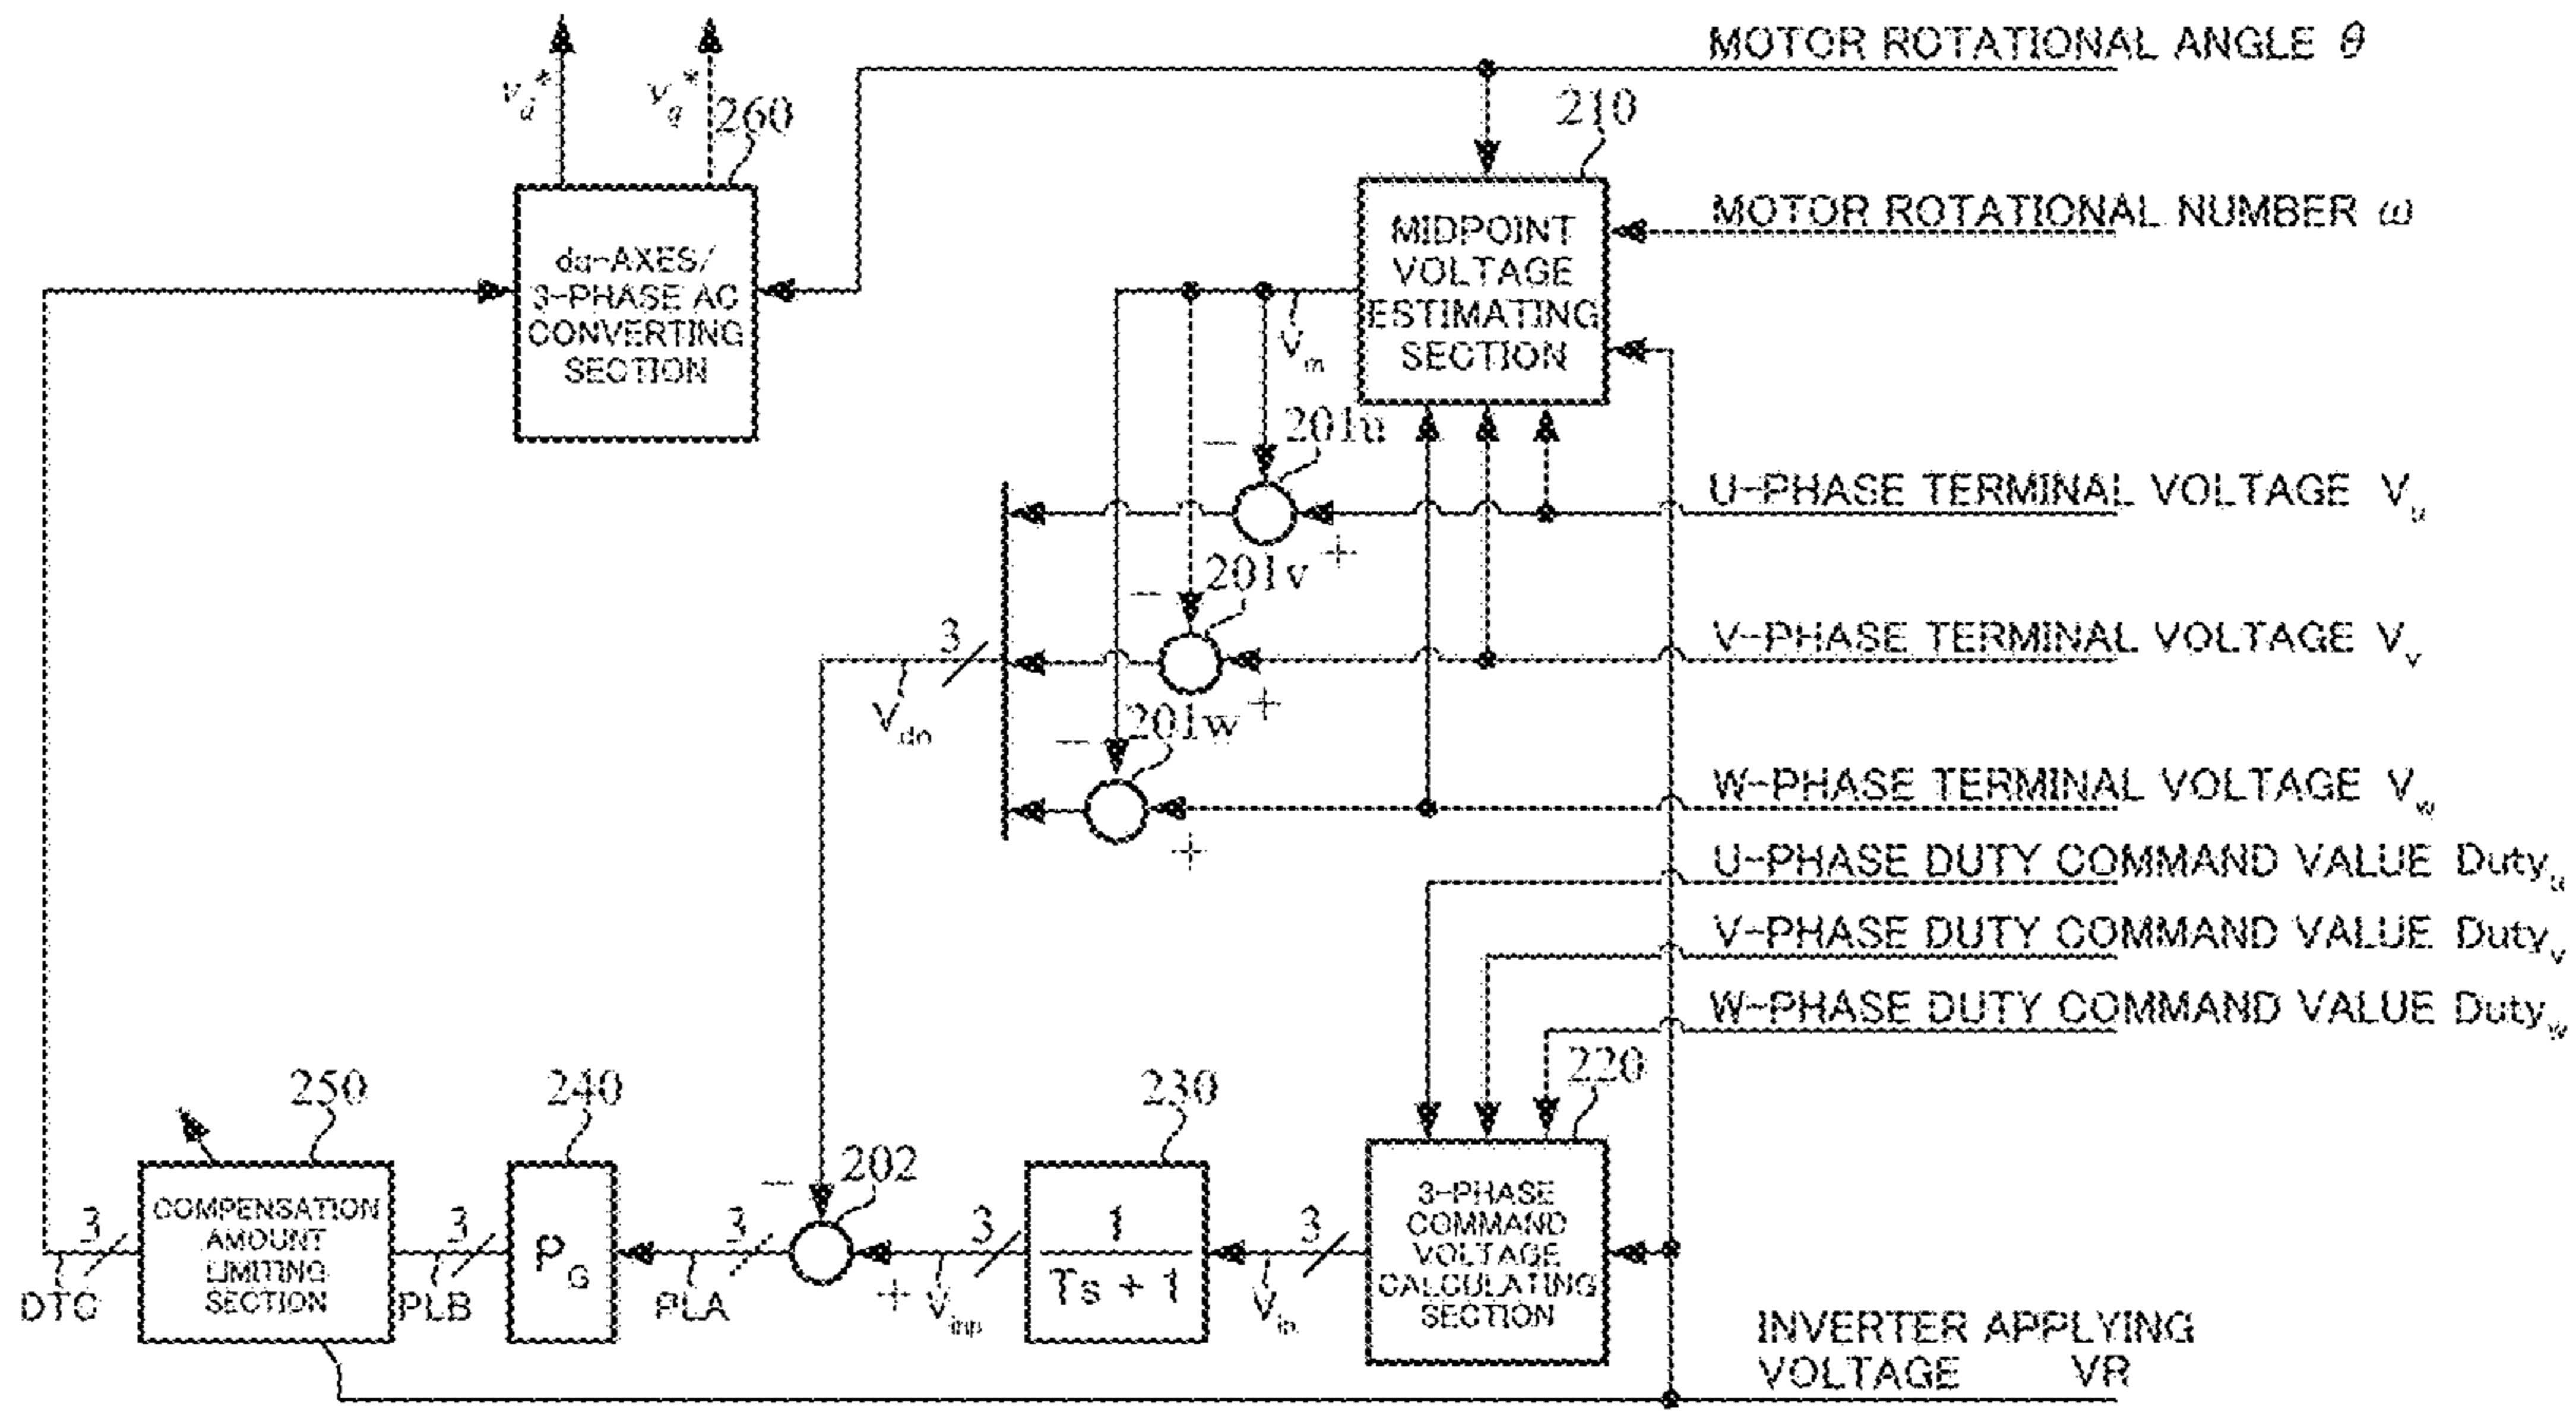 MOTOR ROTATIONAL ANGLE θ
v_d*
v_q*
260
210
MOTOR ROTATIONAL NUMBER ω
dq-AXES/
3-PHASE AC
CONVERTING
SECTION
MIDPOINT
VOLTAGE
ESTIMATING
SECTION
V_m
−
201u
U-PHASE TERMINAL VOLTAGE V_u
+
201v
−
3
V-PHASE TERMINAL VOLTAGE V_v
+
V_dn
201w
−
W-PHASE TERMINAL VOLTAGE V_w
+
U-PHASE DUTY COMMAND VALUE Duty_u
V-PHASE DUTY COMMAND VALUE Duty_v
W-PHASE DUTY COMMAND VALUE Duty_w
250
240
230
220
−
202
COMPENSATION
AMOUNT
LIMITING
SECTION
3
3
P_G
3
3
1
Ts + 1
3
3-PHASE
COMMAND
VOLTAGE
CALCULATING
SECTION
DTC
PLB
PLA
+
V_inp
V_in
INVERTER APPLYING
VOLTAGE VR